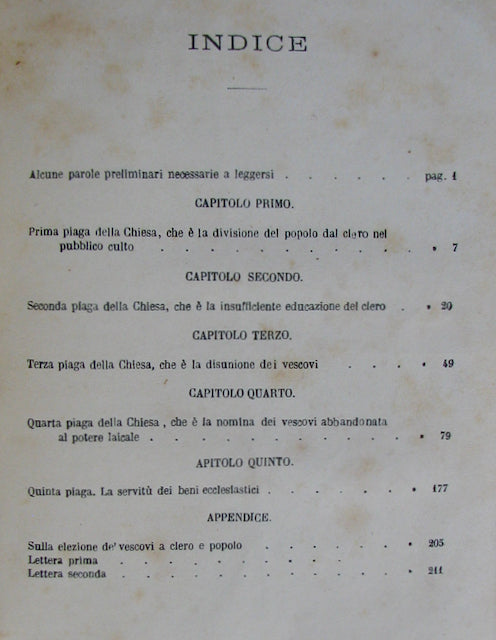 INDICE
Alcune parole preliminari necessarie a leggersi . . . . . pag. 1
CAPITOLO PRIMO.
Prima piaga della Chiesa, che è la divisione del popolo dal clero nel
pubblico culto . . . . . . . . . . » 7
CAPITOLO SECONDO.
Seconda piaga della Chiesa, che è la insufficiente educazione del clero . » 20
CAPITOLO TERZO.
Terza piaga della Chiesa, che è la disunione dei vescovi . . . » 49
CAPITOLO QUARTO.
Quarta piaga della Chiesa, che è la nomina dei vescovi abbandonata
al potere laicale . . . . . . . . . . » 79
APITOLO QUINTO.
Quinta piaga. La servitù dei beni ecclesiastici . . . . . . » 177
APPENDICE.
Sulla elezione de' vescovi a clero e popolo . . . . . » 205
Lettera prima . . . . . . . .
Lettera seconda . . . . . . . . . . » 211